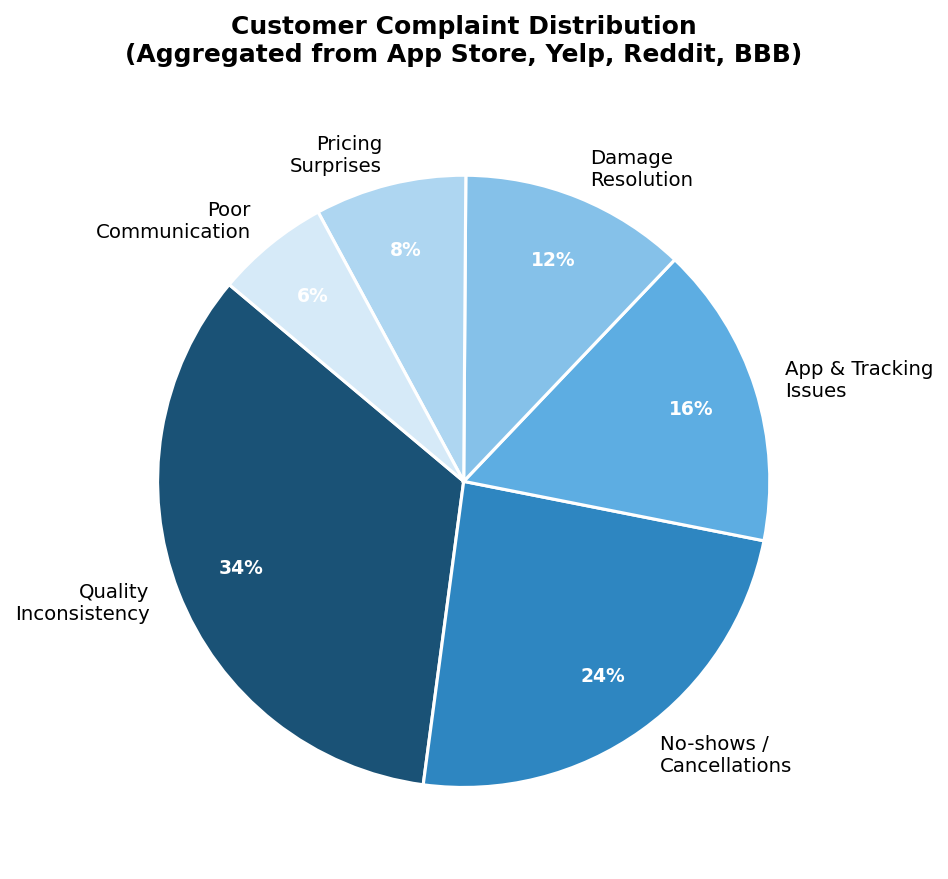 Customer Complaint Distribution
(Aggregated from App Store, Yelp, Reddit, BBB)
Pricing
Surprises
Damage
Resolution
Poor
Communication
8%
12%
6%
App & Tracking
Issues
16%
34%
Quality
Inconsistency
24%
No-shows /
Cancellations